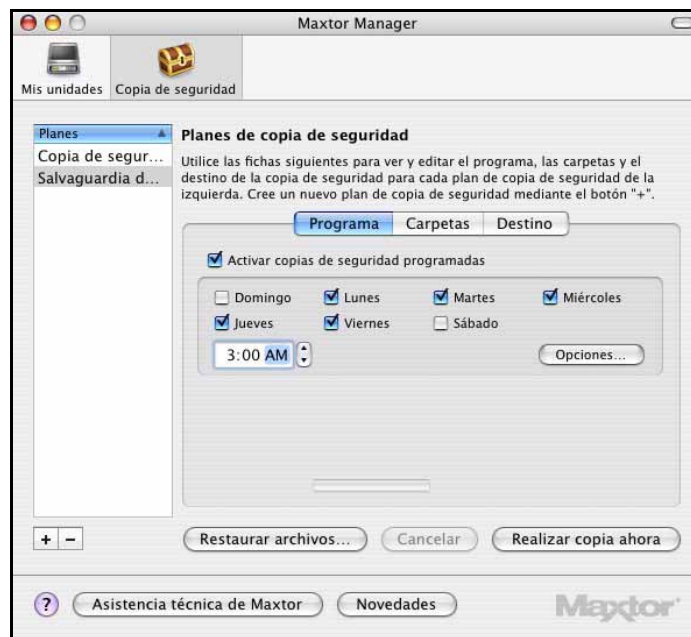 Maxtor Manager
Mis unidades
Copia de seguridad
Planes
Copia de segur...
Salvaguardia d...
Planes de copia de seguridad
Utilice las fichas siguientes para ver y editar el programa, las carpetas y el
destino de la copia de seguridad para cada plan de copia de seguridad de la
izquierda. Cree un nuevo plan de copia de seguridad mediante el botón "+".
Programa Carpetas Destino
Activar copias de seguridad programadas
Domingo Lunes Martes Miércoles
Jueves Viernes Sábado
3:00 AM
Opciones...
+ −
Restaurar archivos... Cancelar Realizar copia ahora
? Asistencia técnica de Maxtor Novedades Maxtor